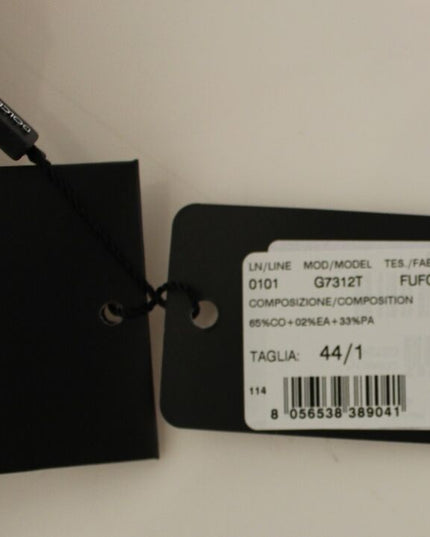 LN/LINE MOD/MODEL TES./FAB
0101 G7312T FUFO
COMPOSIZIONE/COMPOSITION
65%CO+02%EA+33%PA
TAGLIA: 44/1
114
8 056538 389041